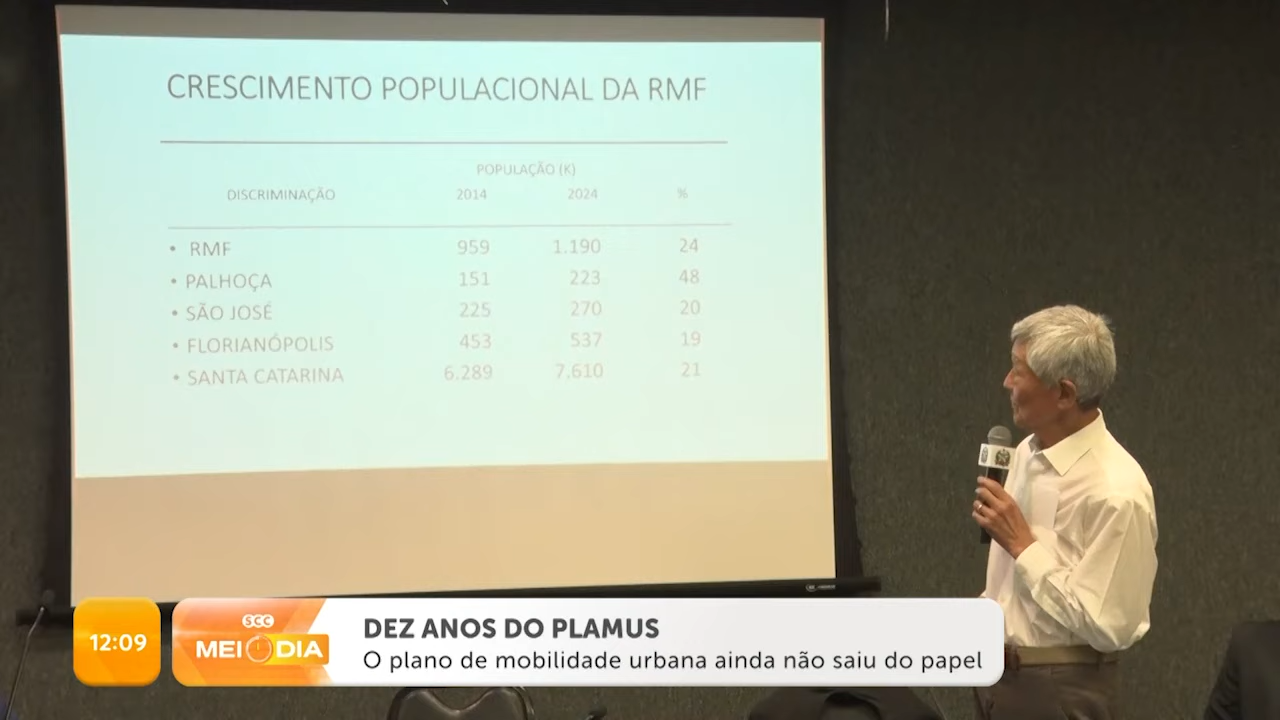 CRESCIMENTO POPULACIONAL DA RMF
POPULAÇÃO (K)
DISCRIMINAÇÃO 2014 2024 %
• RMF 959 1.190 24
• PALHOÇA 151 223 48
• SÃO JOSÉ 225 270 20
• FLORIANÓPOLIS 453 537 19
• SANTA CATARINA 6.289 7.610 21
12:09
SCC
MEIO DIA
DEZ ANOS DO PLAMUS
O plano de mobilidade urbana ainda não saiu do papel